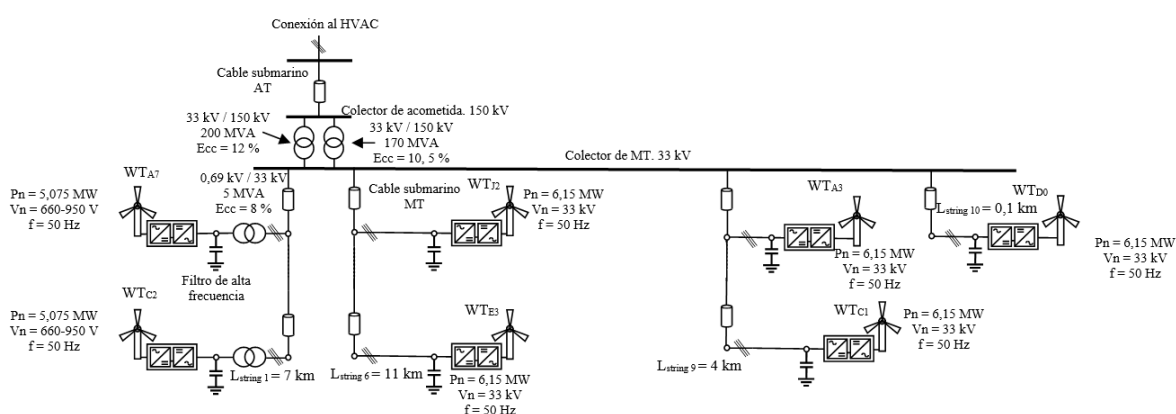 Conexión al HVAC
Cable submarino
AT
Colector de acometida. 150 kV
33 kV / 150 kV
200 MVA
Ecc = 12 %
33 kV / 150 kV
170 MVA
Ecc = 10, 5 %
Colector de MT. 33 kV
WTA7
Pn = 5,075 MW
Vn = 660-950 V
f = 50 Hz
0,69 kV / 33 kV
5 MVA
Ecc = 8 %
Cable submarino
MT
WTJ2
Pn = 6,15 MW
Vn = 33 kV
f = 50 Hz
WTA3
Pn = 6,15 MW
Vn = 33 kV
f = 50 Hz
Lstring 10 = 0,1 km
WTD0
Pn = 6,15 MW
Vn = 33 kV
f = 50 Hz
Filtro de alta
frecuencia
WTC2
Pn = 5,075 MW
Vn = 660-950 V
f = 50 Hz
Lstring 1 = 7 km
WTE3
Lstring 6 = 11 km
Pn = 6,15 MW
Vn = 33 kV
f = 50 Hz
WTC1
Pn = 6,15 MW
Vn = 33 kV
f = 50 Hz
Lstring 9 = 4 km